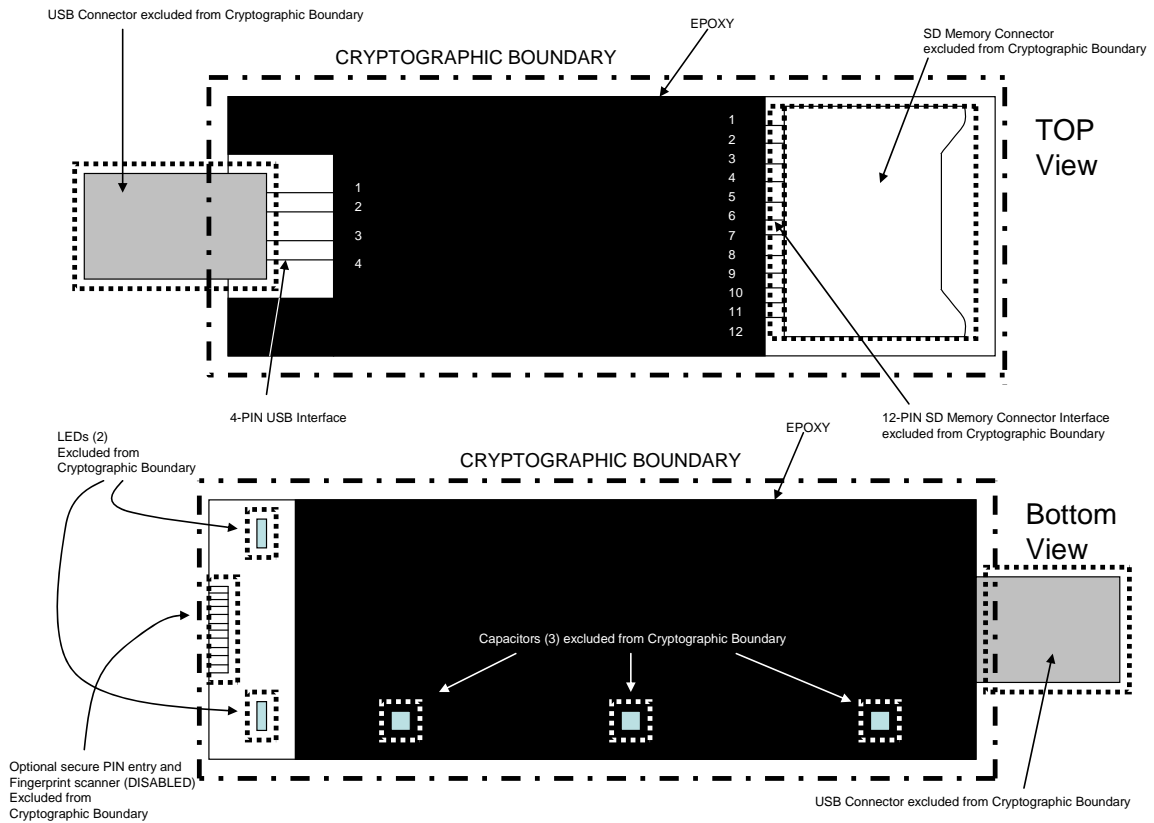 USB Connector excluded from Cryptographic Boundary
EPOXY
SD Memory Connector
excluded from Cryptographic Boundary
CRYPTOGRAPHIC BOUNDARY
TOP
View
1
2
3
4
1
2
3
4
5
6
7
8
9
10
11
12
4-PIN USB Interface
12-PIN SD Memory Connector Interface
excluded from Cryptographic Boundary
LEDs (2)
Excluded from
Cryptographic Boundary
EPOXY
CRYPTOGRAPHIC BOUNDARY
Bottom
View
Capacitors (3) excluded from Cryptographic Boundary
Optional secure PIN entry and
Fingerprint scanner (DISABLED)
Excluded from
Cryptographic Boundary
USB Connector excluded from Cryptographic Boundary